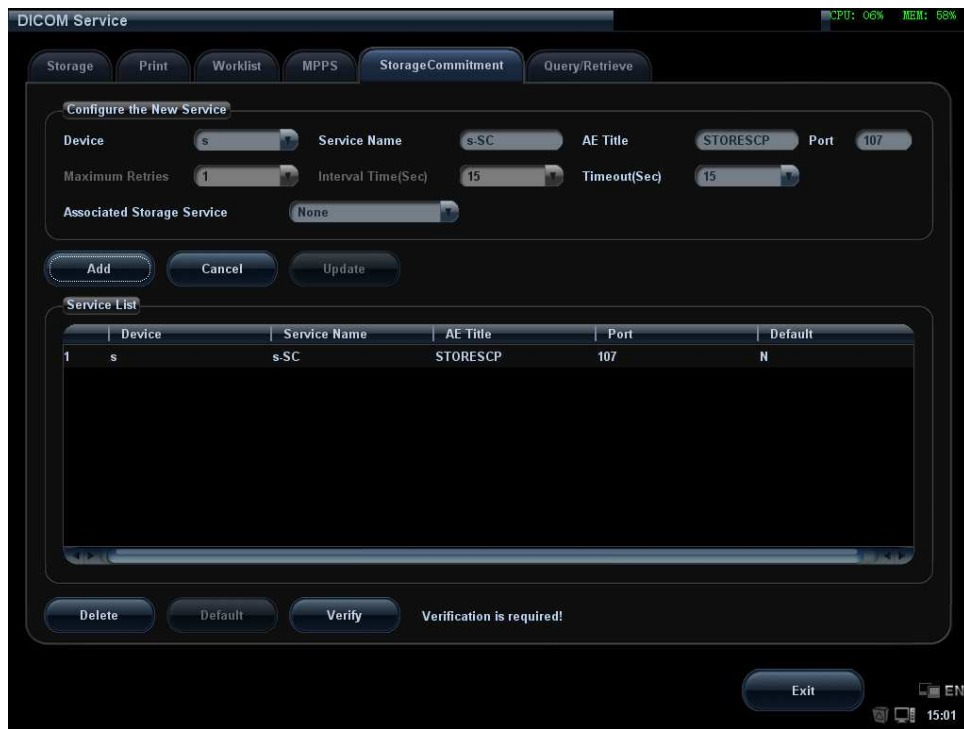 DICOM Service CPU: 06% MEM: 58%
Storage Print Worklist MPPS StorageCommitment Query/Retrieve
Configure the New Service
Device s Service Name s-SC AE Title STORESCP Port 107
Maximum Retries 1 Interval Time(Sec) 15 Timeout(Sec) 15
Associated Storage Service None
Add Cancel Update
Service List
Device Service Name AE Title Port Default
1 s s-SC STORESCP 107 N
Delete Default Verify Verification is required!
Exit EN
15:01